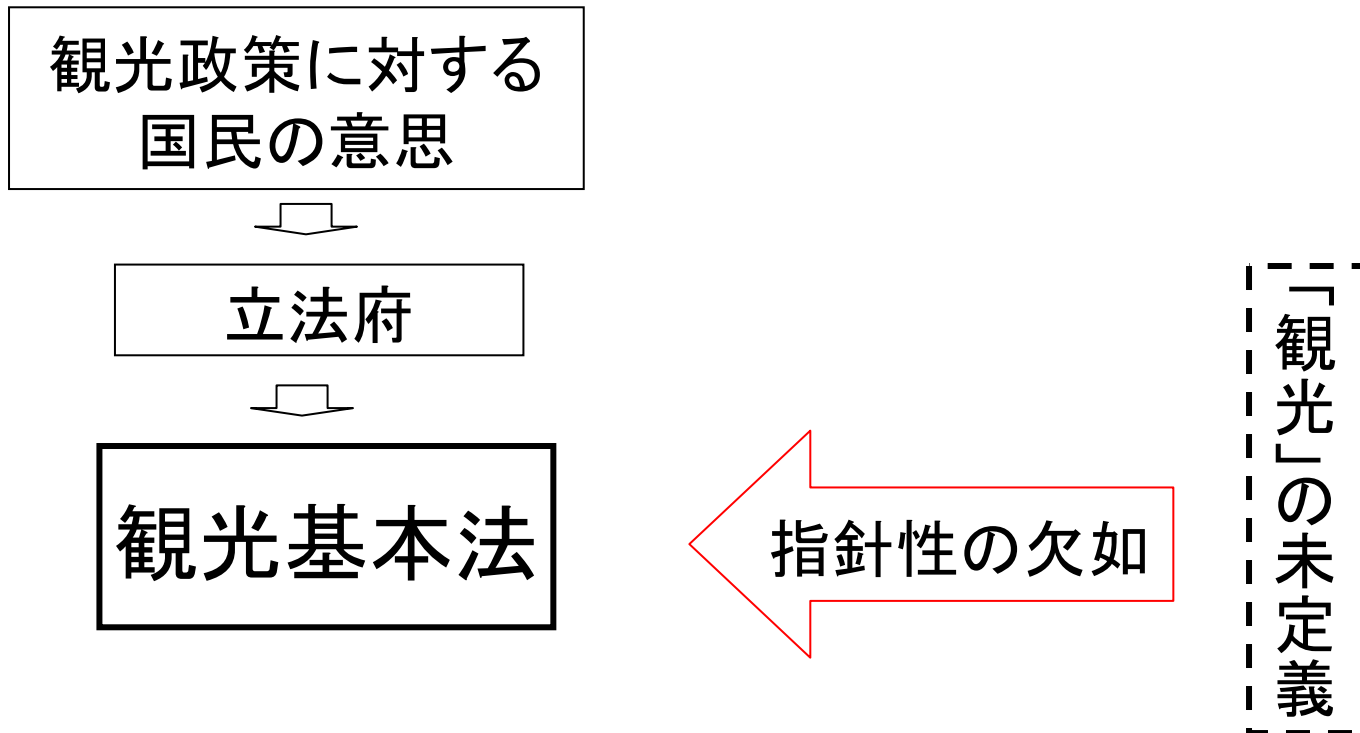 観光政策に対する
国民の意思
立法府
観光基本法
指針性の欠如
「観光」の未定義